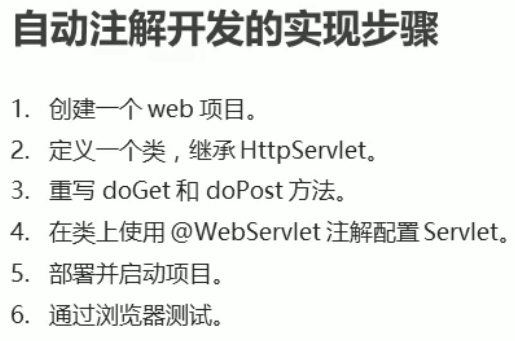 自动注解开发的实现步骤
1. 创建一个 web 项目。
2. 定义一个类，继承 HttpServlet。
3. 重写 doGet 和 doPost 方法。
4. 在类上使用 @WebServlet 注解配置 Servlet。
5. 部署并启动项目。
6. 通过浏览器测试。